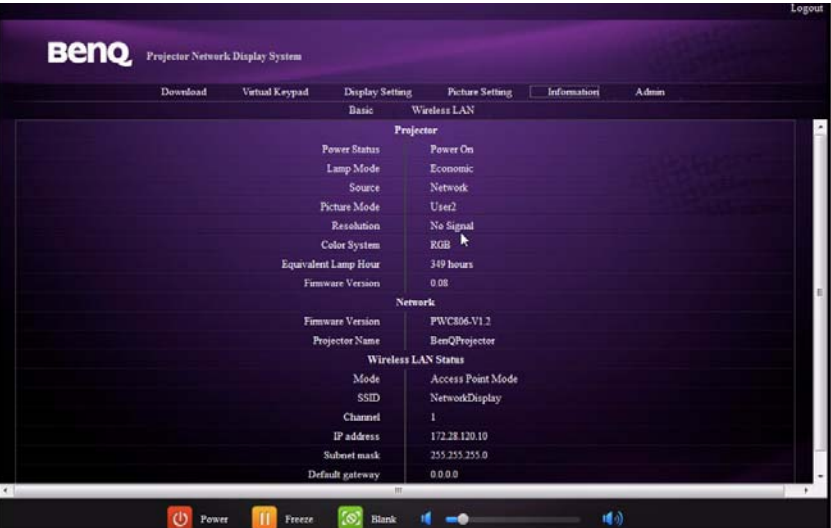 Logout
BenQ Projector Network Display System
Download Virtual Keypad Display Setting Picture Setting Information Admin
Basic Wireless LAN
Projector
Power Status Power On
Lamp Mode Economic
Source Network
Picture Mode User2
Resolution No Signal
Color System RGB
Equivalent Lamp Hour 349 hours
Firmware Version 0.08
Network
Firmware Version PWC806-V1.2
Projector Name BenQProjector
Wireless LAN Status
Mode Access Point Mode
SSID NetworkDisplay
Channel 1
IP address 172.28.120.10
Subnet mask 255.255.255.0
Default gateway 0.0.0.0
Power Freeze Blank